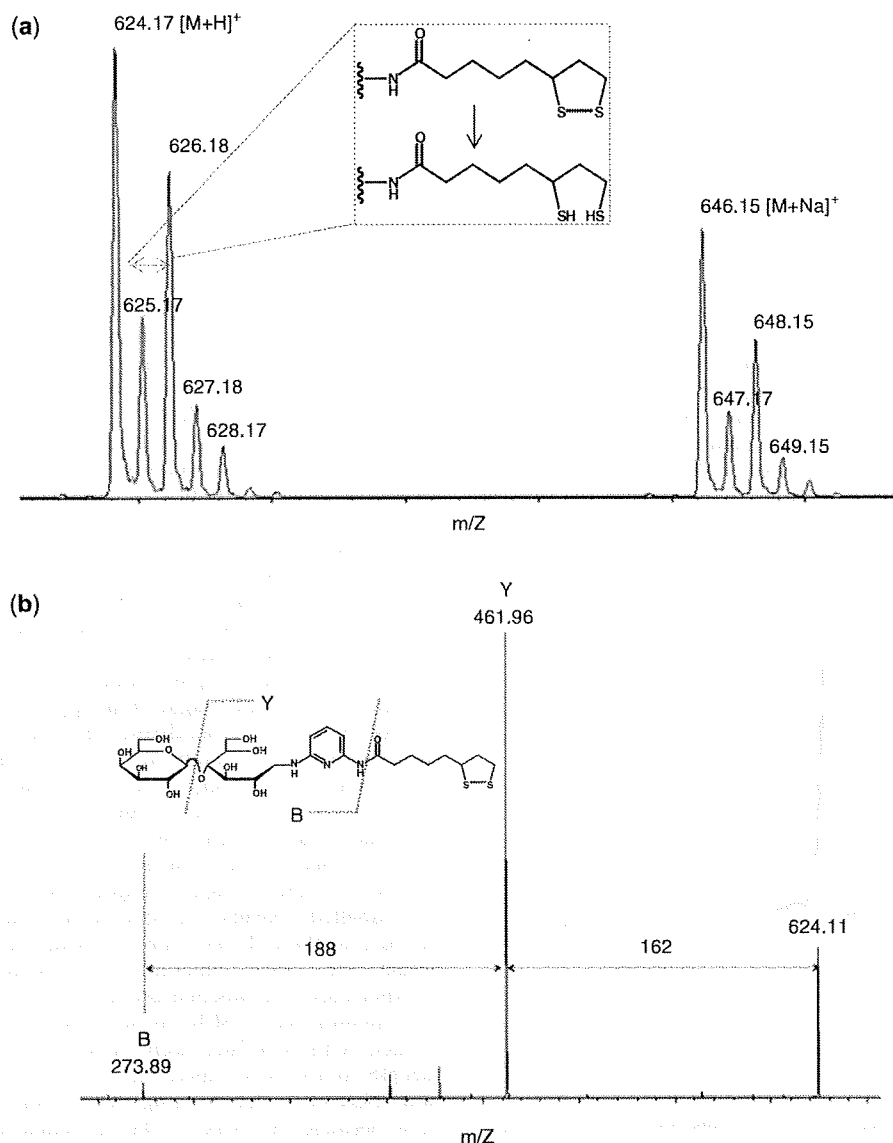 (a)
624.17 [M+H]+
626.18
625.17
627.18
628.17
O
N
H
S S
O
N
H
SH HS
646.15 [M+Na]+
648.15
647.17
649.15
m/Z
(b)
Y
461.96
Y
OH
OH
O
OH
OH
OH
O
OH
OH
OH
OH
N
H
N
N
H
O
S S
B
188
162
624.11
B
273.89
m/Z